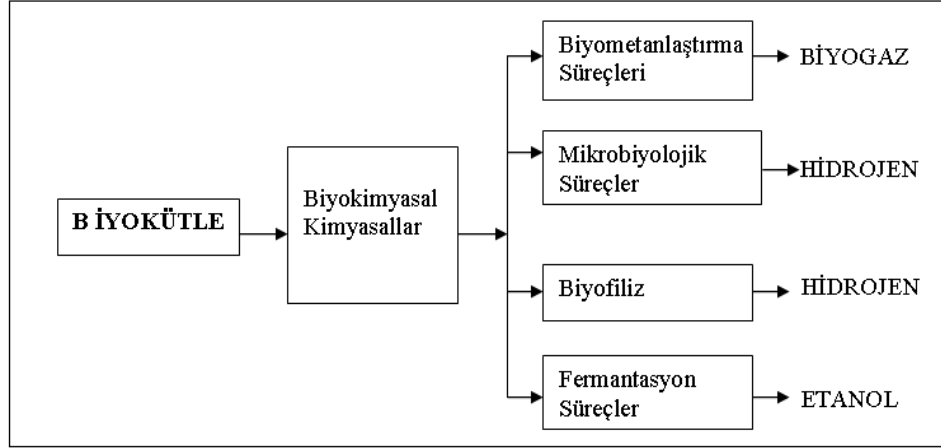 B İYOKÜTLE
Biyokimyasal
Kimyasallar
Biyometanlaştırma
Süreçleri
BİYOGAZ
Mikrobiyolojik
Süreçler
HİDROJEN
Biyofiliz
HİDROJEN
Fermantasyon
Süreçler
ETANOL